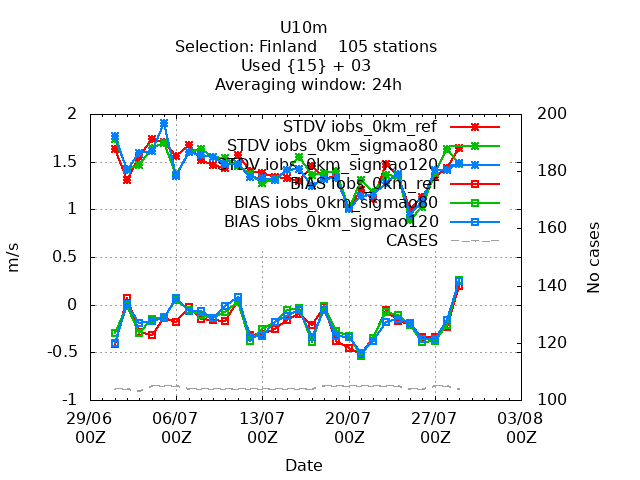 U10m
Selection: Finland 105 stations
Used {15} + 03
Averaging window: 24h
STDV iobs_0km_ref
STDV iobs_0km_sigmao80
STDV iobs_0km_sigmao120
BIAS iobs_0km_ref
BIAS iobs_0km_sigmao80
BIAS iobs_0km_sigmao120
CASES
2
1.5
1
0.5
0
-0.5
-1
m/s
200
180
160
140
120
100
No cases
29/06 06/07 13/07 20/07 27/07 03/08
00Z 00Z 00Z 00Z 00Z 00Z
Date